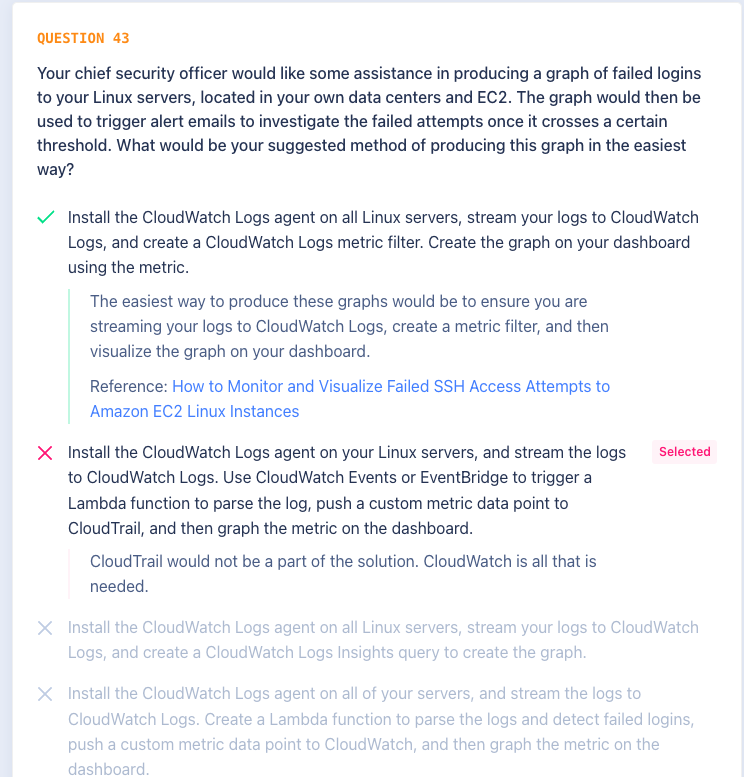 QUESTION 43
Your chief security officer would like some assistance in producing a graph of failed logins
to your Linux servers, located in your own data centers and EC2. The graph would then be
used to trigger alert emails to investigate the failed attempts once it crosses a certain
threshold. What would be your suggested method of producing this graph in the easiest
way?
Install the CloudWatch Logs agent on all Linux servers, stream your logs to CloudWatch
Logs, and create a CloudWatch Logs metric filter. Create the graph on your dashboard
using the metric.
The easiest way to produce these graphs would be to ensure you are
streaming your logs to CloudWatch Logs, create a metric filter, and then
visualize the graph on your dashboard.
Reference: How to Monitor and Visualize Failed SSH Access Attempts to
Amazon EC2 Linux Instances
Install the CloudWatch Logs agent on your Linux servers, and stream the logs
Selected
to CloudWatch Logs. Use CloudWatch Events or EventBridge to trigger a
Lambda function to parse the log, push a custom metric data point to
CloudTrail, and then graph the metric on the dashboard.
CloudTrail would not be a part of the solution. CloudWatch is all that is
needed.
Install the CloudWatch Logs agent on all Linux servers, stream your logs to CloudWatch
Logs, and create a CloudWatch Logs Insights query to create the graph.
Install the CloudWatch Logs agent on all of your servers, and stream the logs to
CloudWatch Logs. Create a Lambda function to parse the logs and detect failed logins,
push a custom metric data point to CloudWatch, and then graph the metric on the
dashboard.